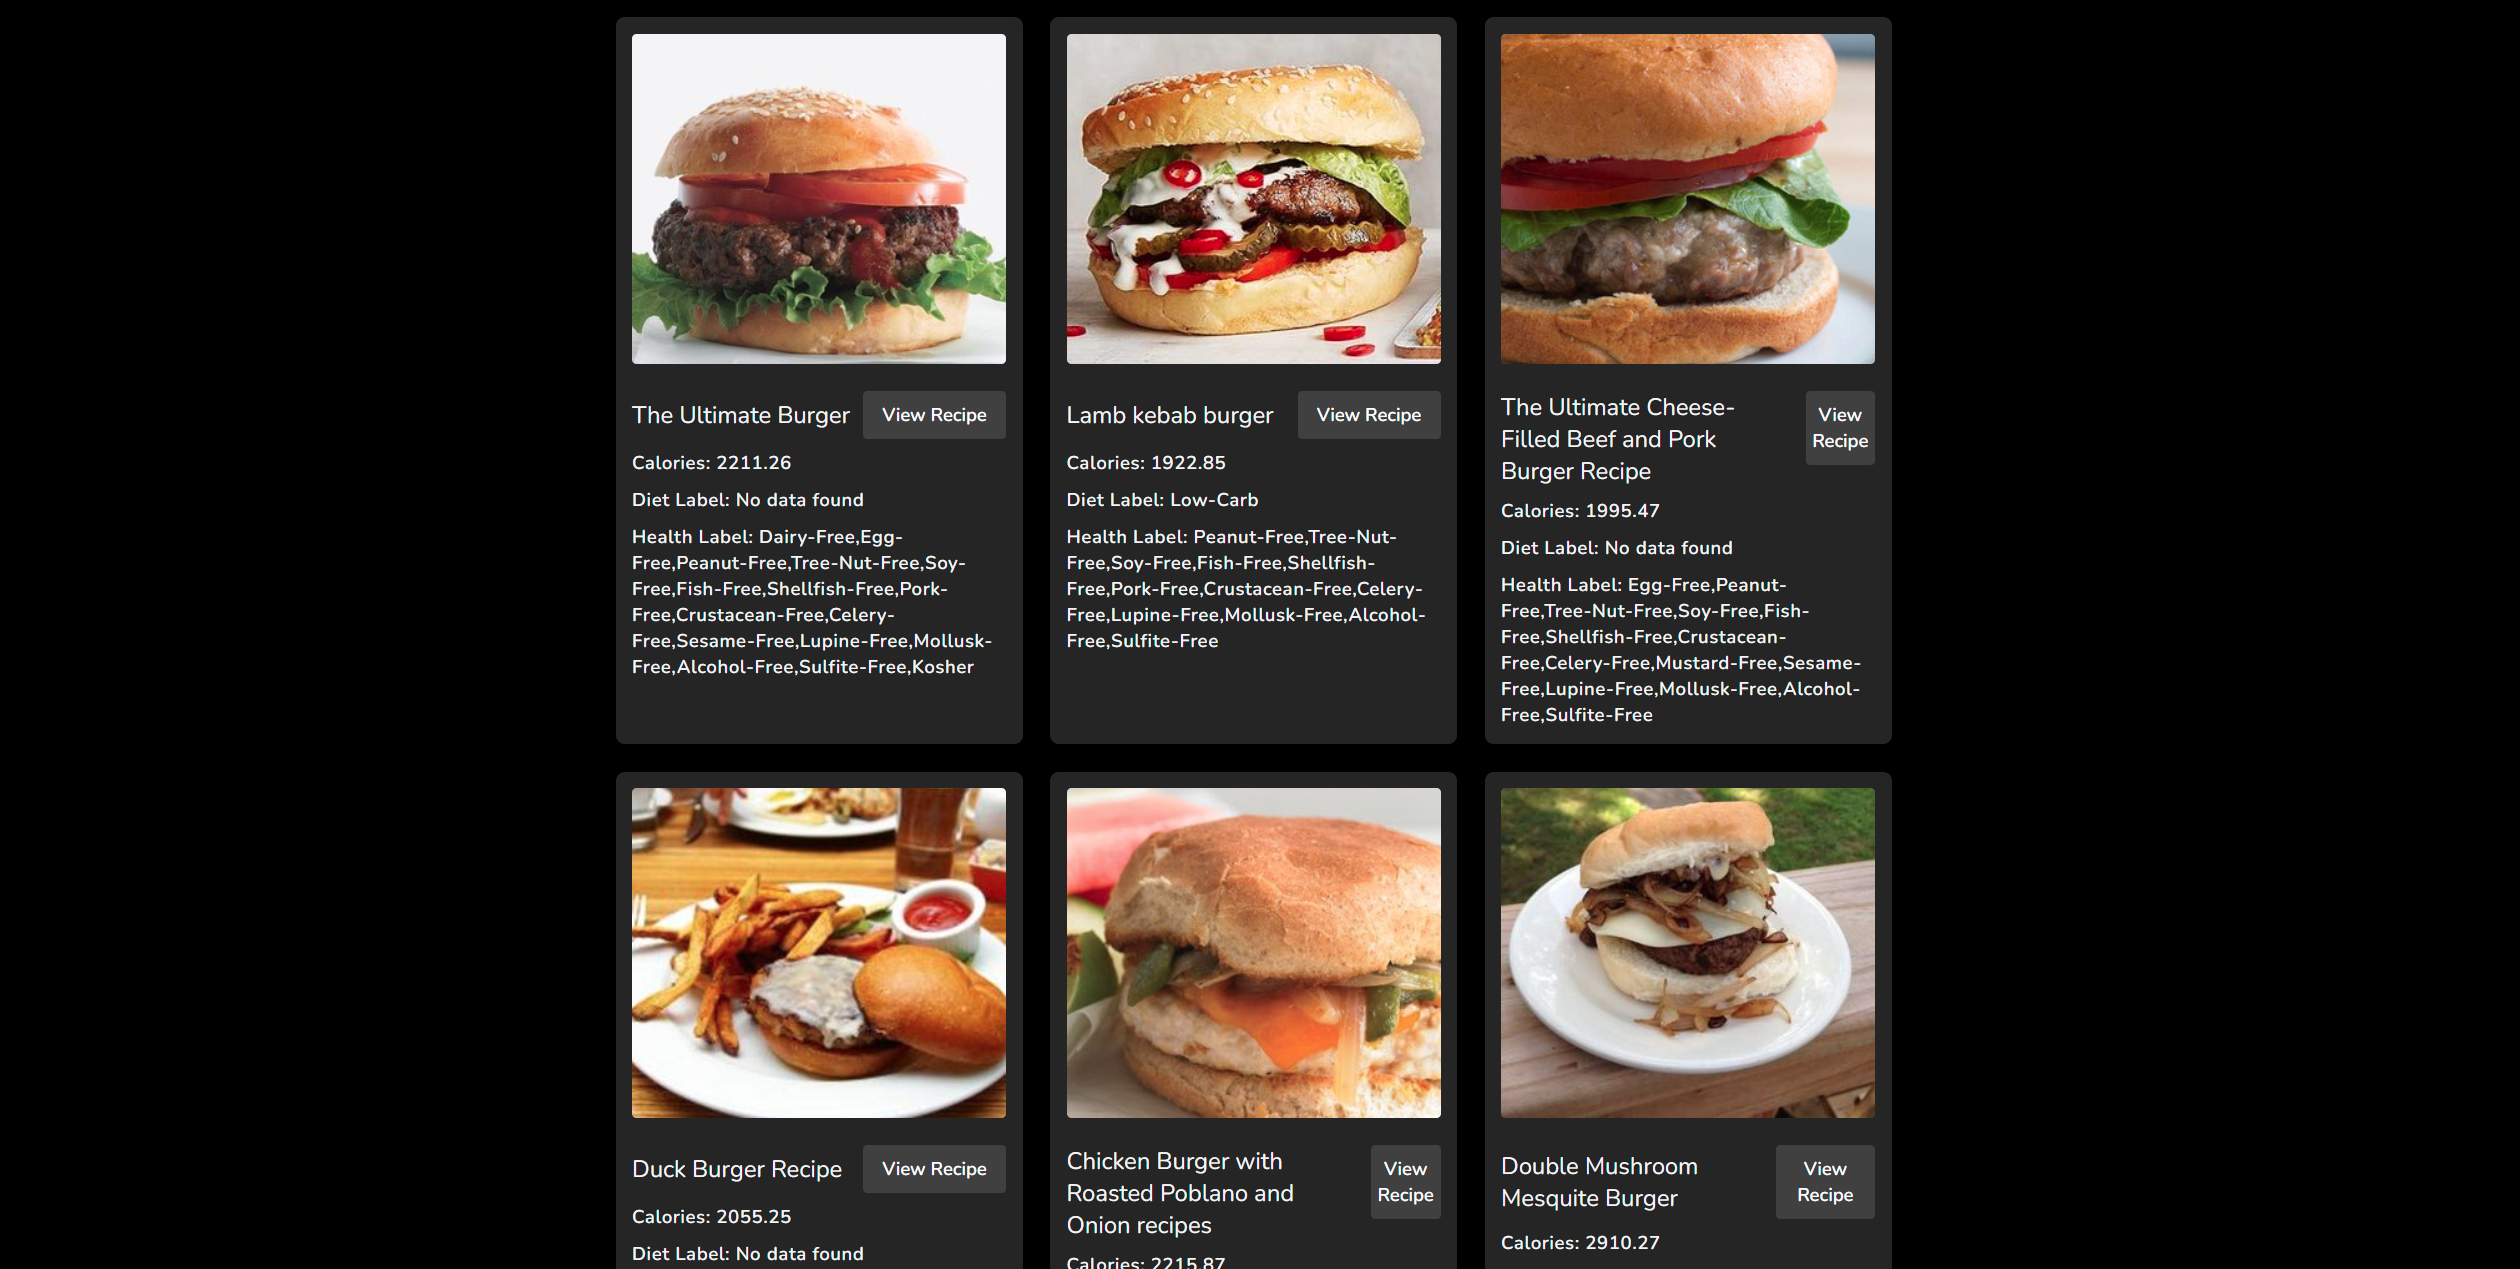 The Ultimate Burger
View Recipe
Calories: 2211.26
Diet Label: No data found
Health Label: Dairy-Free,Egg-
Free,Peanut-Free,Tree-Nut-Free,Soy-
Free,Fish-Free,Shellfish-Free,Pork-
Free,Crustacean-Free,Celery-
Free,Sesame-Free,Lupine-Free,Mollusk-
Free,Alcohol-Free,Sulfite-Free,Kosher
Lamb kebab burger
View Recipe
Calories: 1922.85
Diet Label: Low-Carb
Health Label: Peanut-Free,Tree-Nut-
Free,Soy-Free,Fish-Free,Shellfish-
Free,Pork-Free,Crustacean-Free,Celery-
Free,Lupine-Free,Mollusk-Free,Alcohol-
Free,Sulfite-Free
The Ultimate Cheese-
Filled Beef and Pork
Burger Recipe
View
Recipe
Calories: 1995.47
Diet Label: No data found
Health Label: Egg-Free,Peanut-
Free,Tree-Nut-Free,Soy-Free,Fish-
Free,Shellfish-Free,Crustacean-
Free,Celery-Free,Mustard-Free,Sesame-
Free,Lupine-Free,Mollusk-Free,Alcohol-
Free,Sulfite-Free
Duck Burger Recipe
View Recipe
Calories: 2055.25
Diet Label: No data found
Chicken Burger with
Roasted Poblano and
Onion recipes
View
Recipe
Calories: 2215.87
Double Mushroom
Mesquite Burger
View
Recipe
Calories: 2910.27